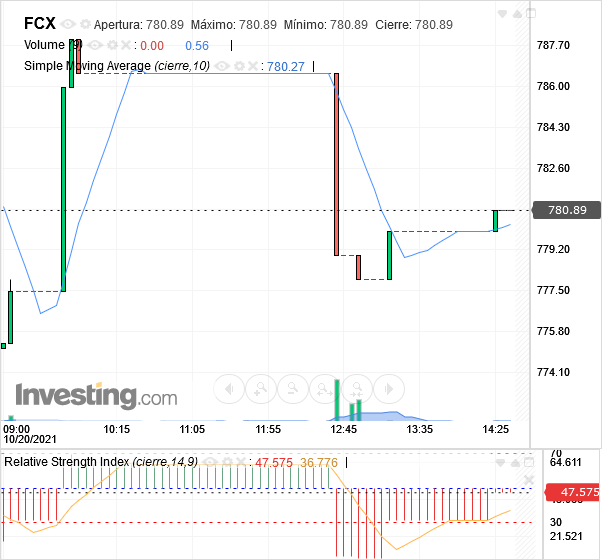 FCX Apertura: 780.89 Máximo: 780.89 Mínimo: 780.89 Cierre: 780.89
Volume (9) 0.00 0.56
Simple Moving Average (cierre,10) 780.27
787.70
786.00
784.30
782.60
780.89
779.20
777.50
775.80
774.10
Investing.com
09:00 10:15 11:05 11:55 12:45 13:35 14:25
10/20/2021
Relative Strength Index (cierre,14,9) 47.575 36.776
70
64.611
47.575
30
21.521